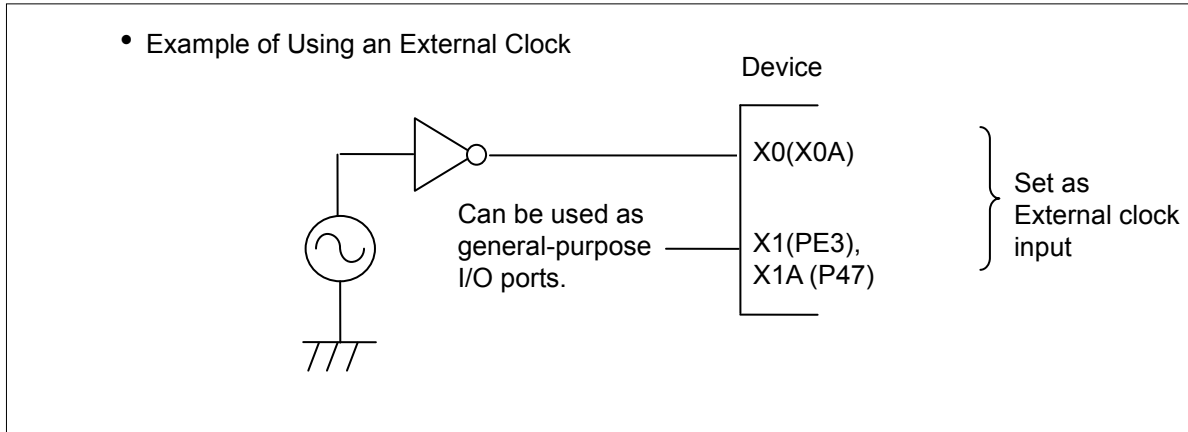 • Example of Using an External Clock
Device
X0(X0A)
Can be used as
general-purpose
I/O ports.
X1(PE3),
X1A (P47)
Set as
External clock
input